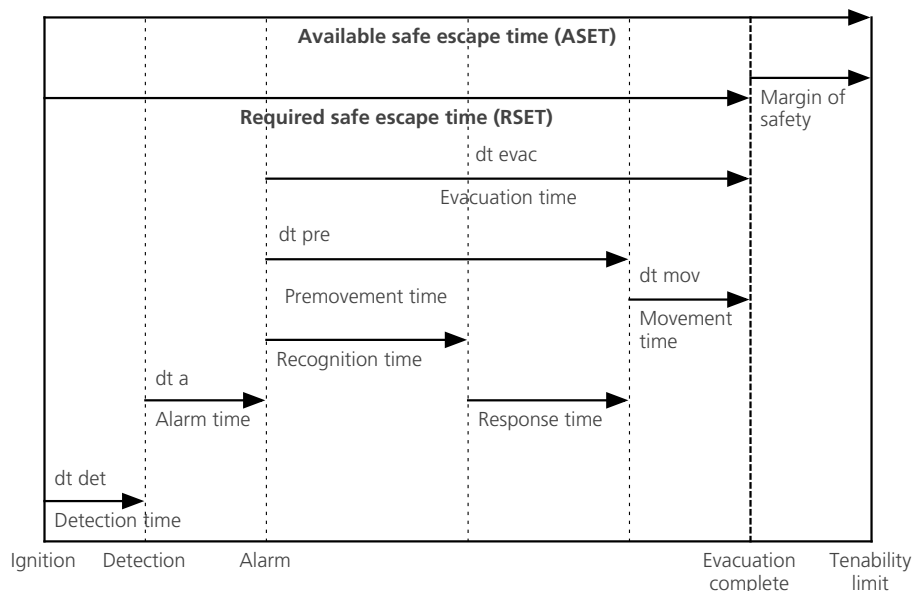 Available safe escape time (ASET)
Margin of
safety
Required safe escape time (RSET)
dt evac
Evacuation time
dt pre
dt mov
Premovement time
Movement
time
Recognition time
dt a
Alarm time
Response time
dt det
Detection time
Ignition
Detection
Alarm
Evacuation
complete
Tenability
limit